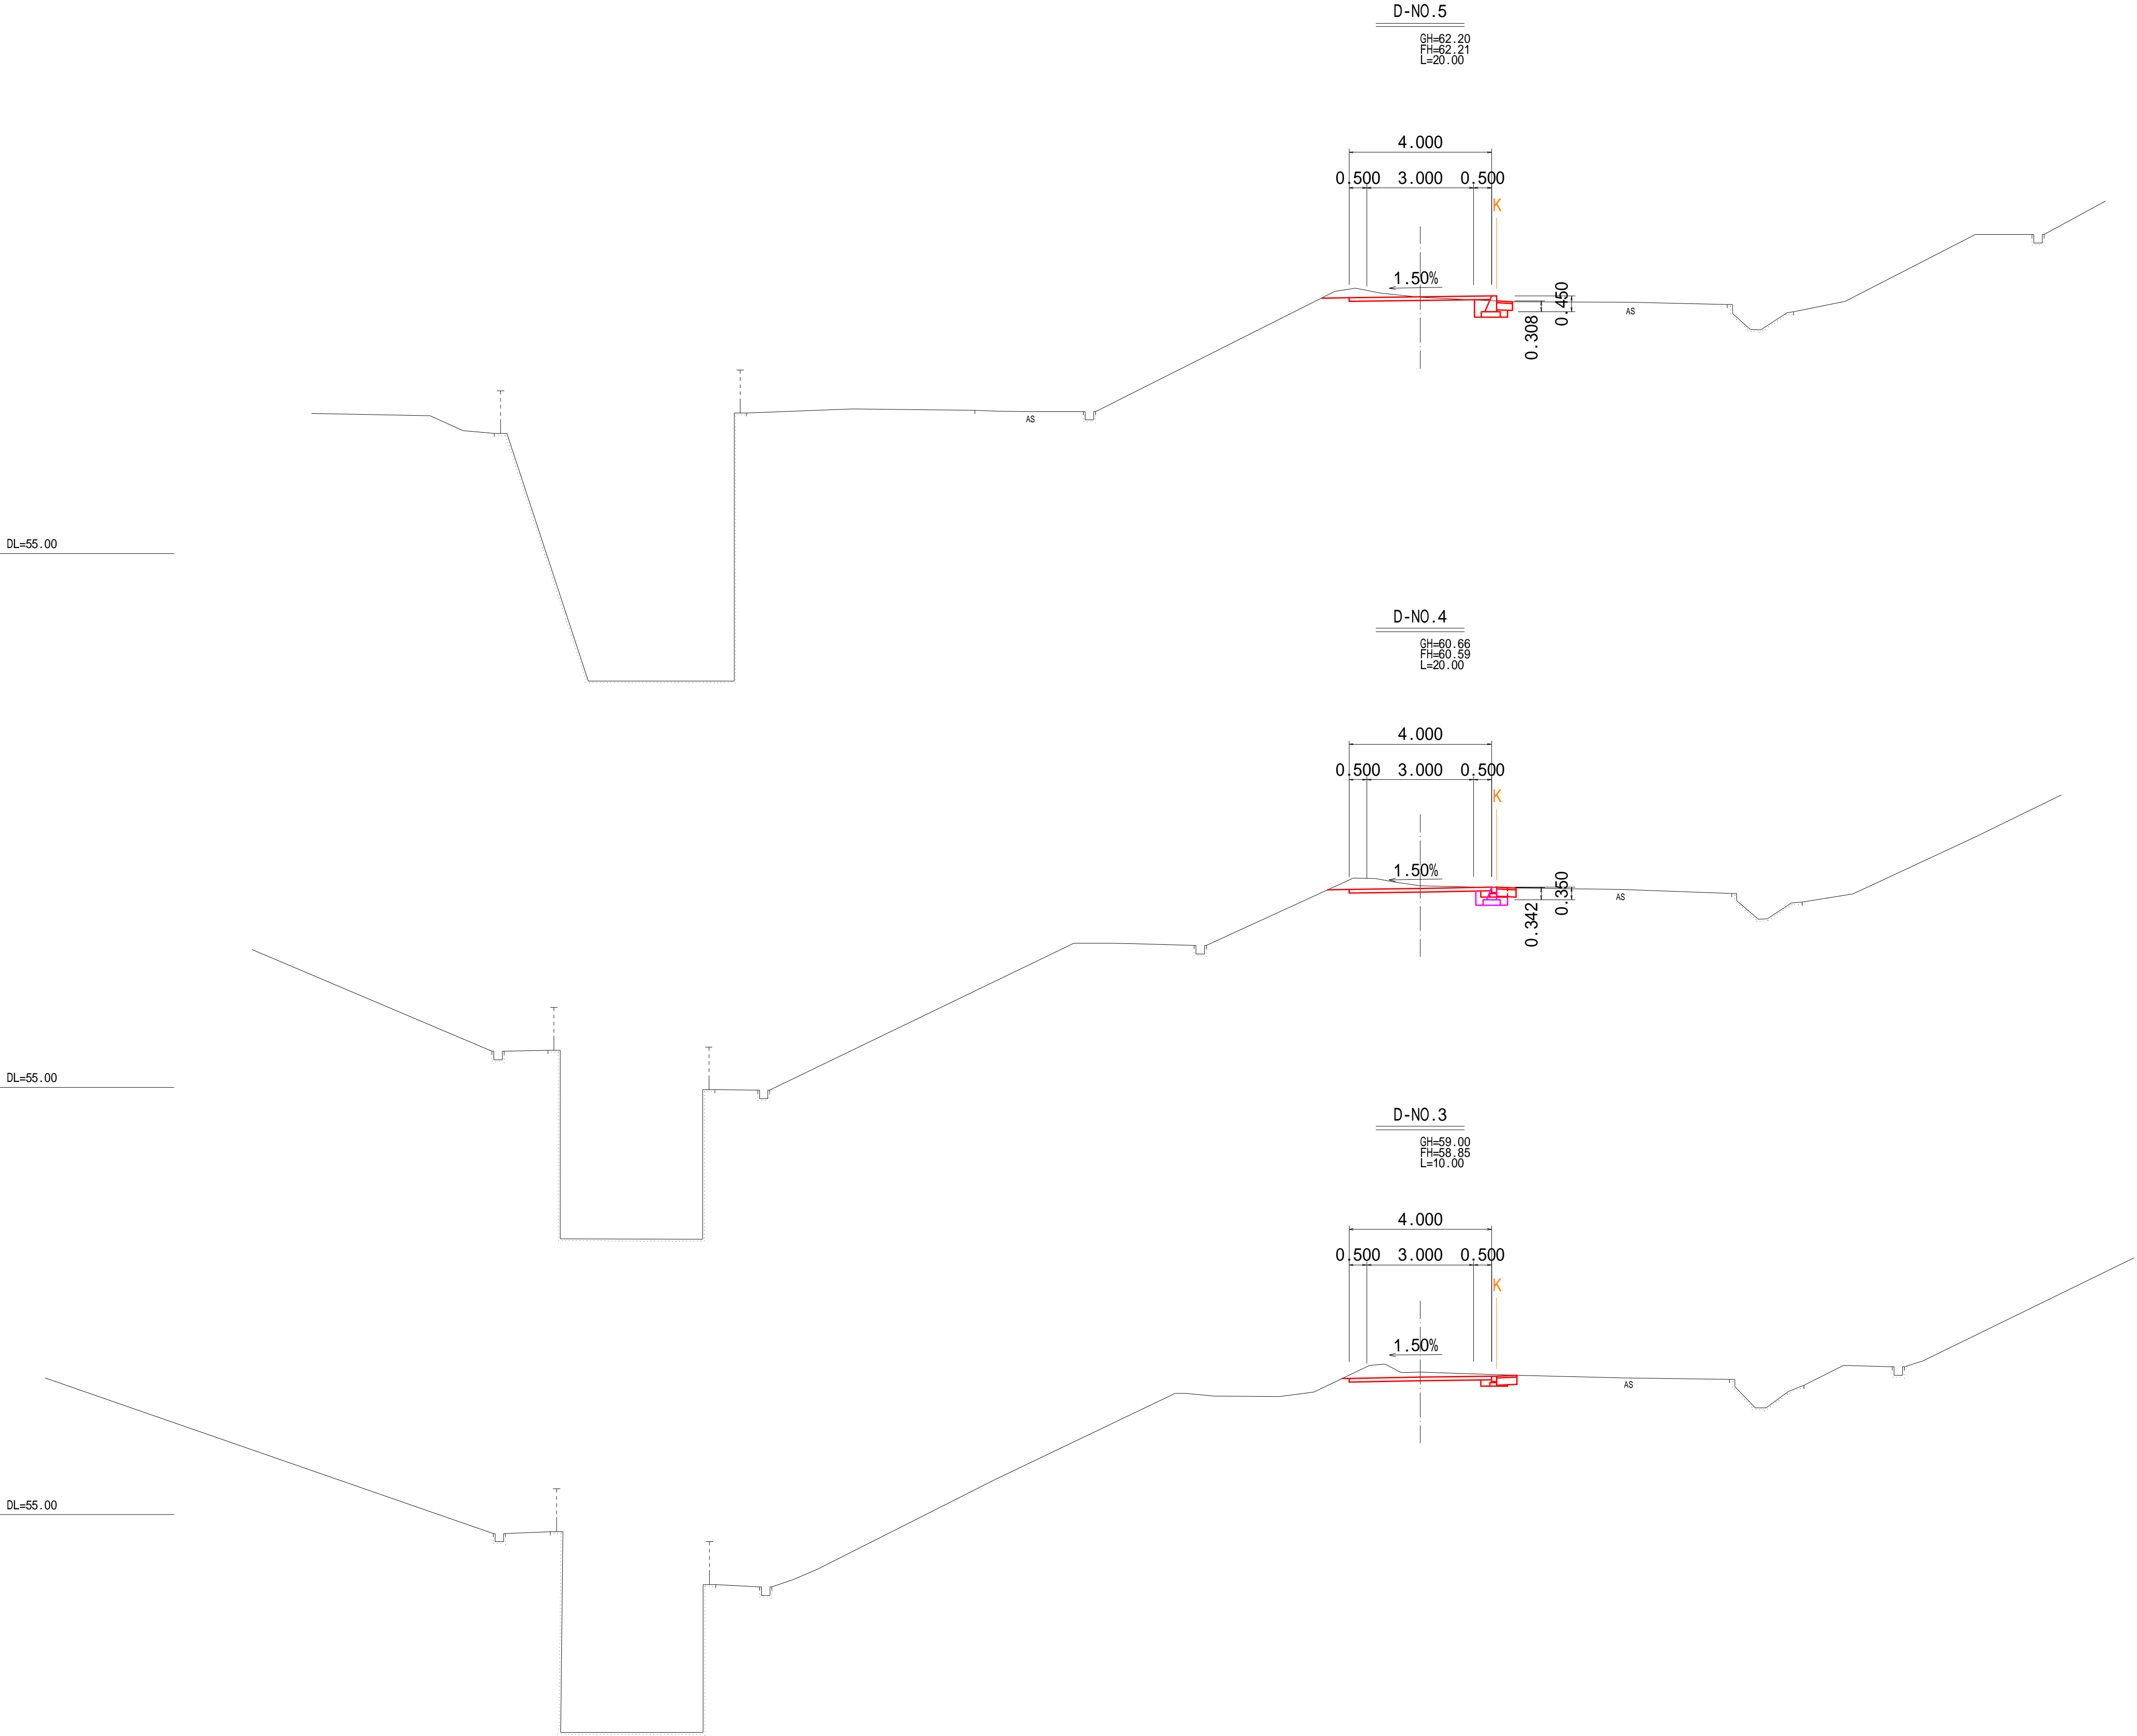 D-NO.5
GH=62.20
FH=62.21
L=20.00
4.000
0.500 3.000 0.500
K
1.50%
0.450
0.308
AS
AS
DL=55.00
D-NO.4
GH=60.66
FH=60.59
L=20.00
4.000
0.500 3.000 0.500
K
1.50%
0.350
0.342
AS
DL=55.00
D-NO.3
GH=59.00
FH=58.85
L=10.00
4.000
0.500 3.000 0.500
K
1.50%
AS
DL=55.00